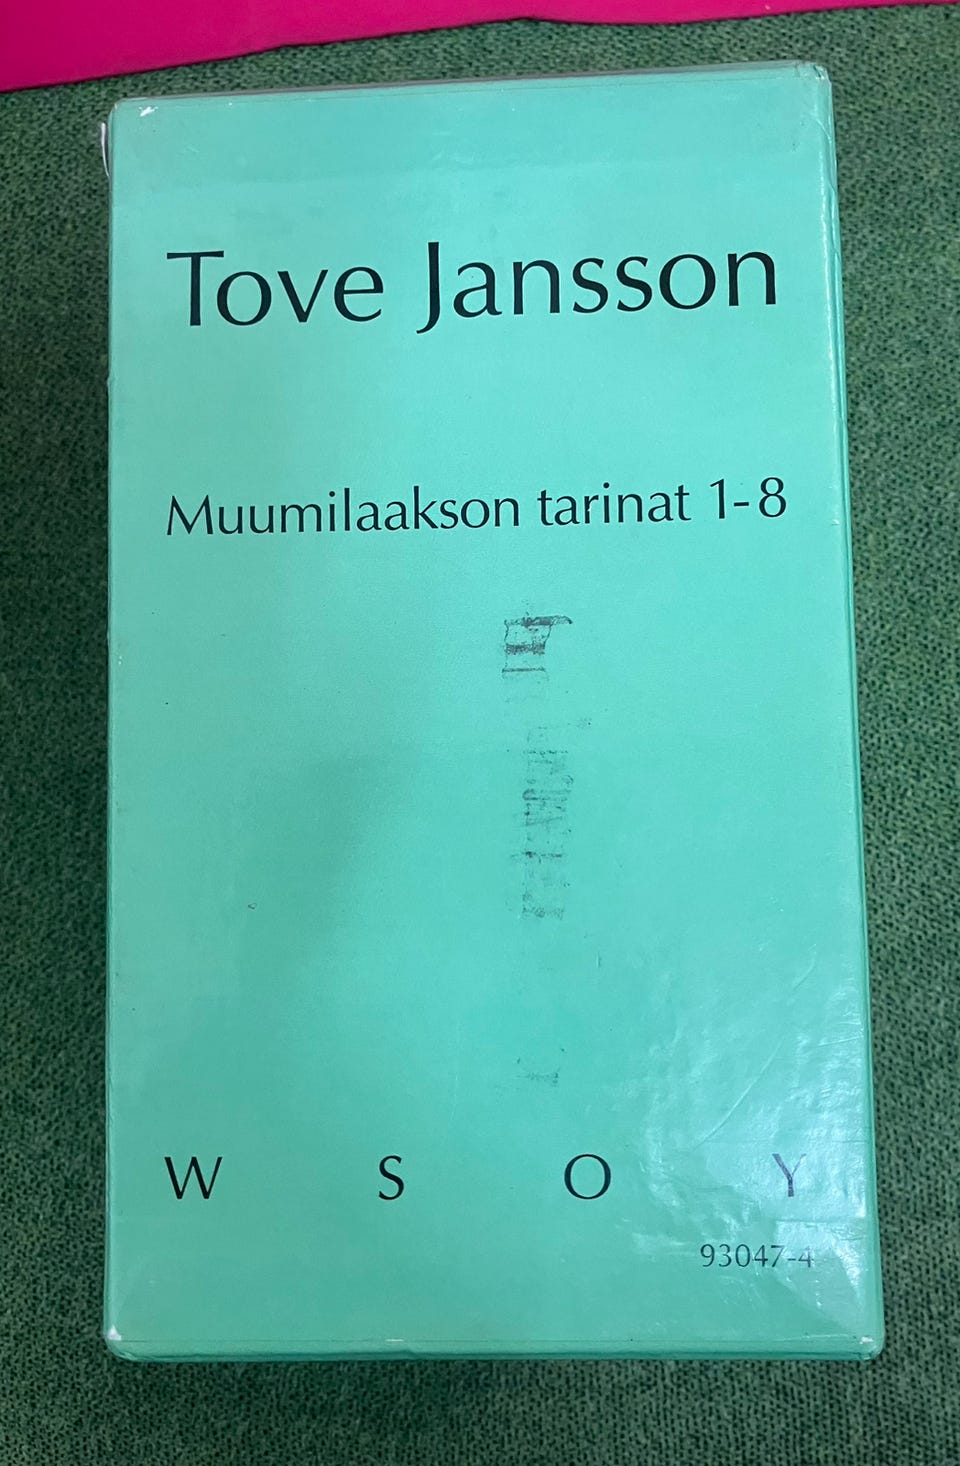 Tove Jansson
Muumilaakson tarinat 1-8
W S O Y
93047-4